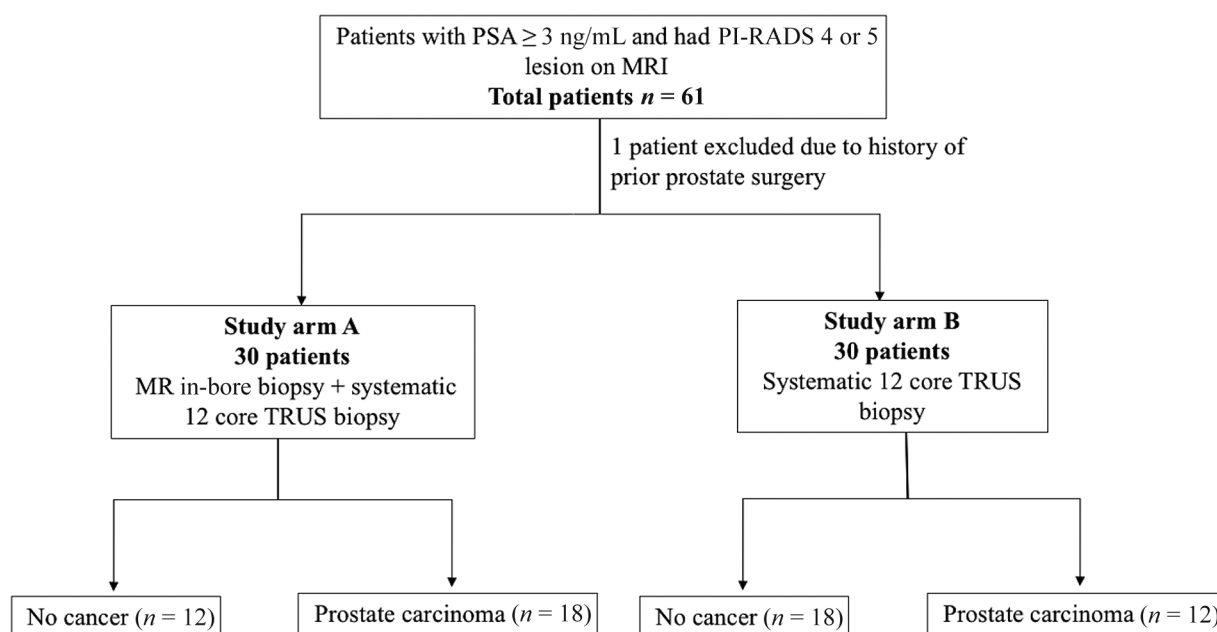 Patients with PSA ≥ 3 ng/mL and had PI-RADS 4 or 5
lesion on MRI
Total patients n = 61
1 patient excluded due to history of
prior prostate surgery
Study arm A
30 patients
MR in-bore biopsy + systematic
12 core TRUS biopsy
Study arm B
30 patients
Systematic 12 core TRUS
biopsy
No cancer (n = 12)
Prostate carcinoma (n = 18)
No cancer (n = 18)
Prostate carcinoma (n = 12)